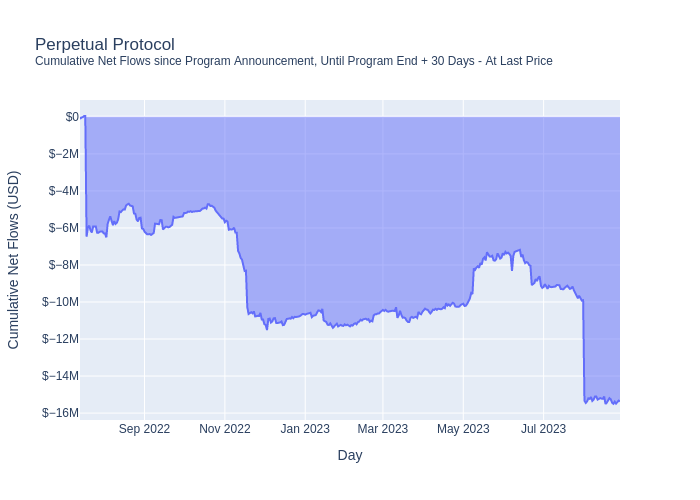 Perpetual Protocol
Cumulative Net Flows since Program Announcement, Until Program End + 30 Days - At Last Price
Cumulative Net Flows (USD)
$0
$−2M
$−4M
$−6M
$−8M
$−10M
$−12M
$−14M
$−16M
Sep 2022 Nov 2022 Jan 2023 Mar 2023 May 2023 Jul 2023
Day